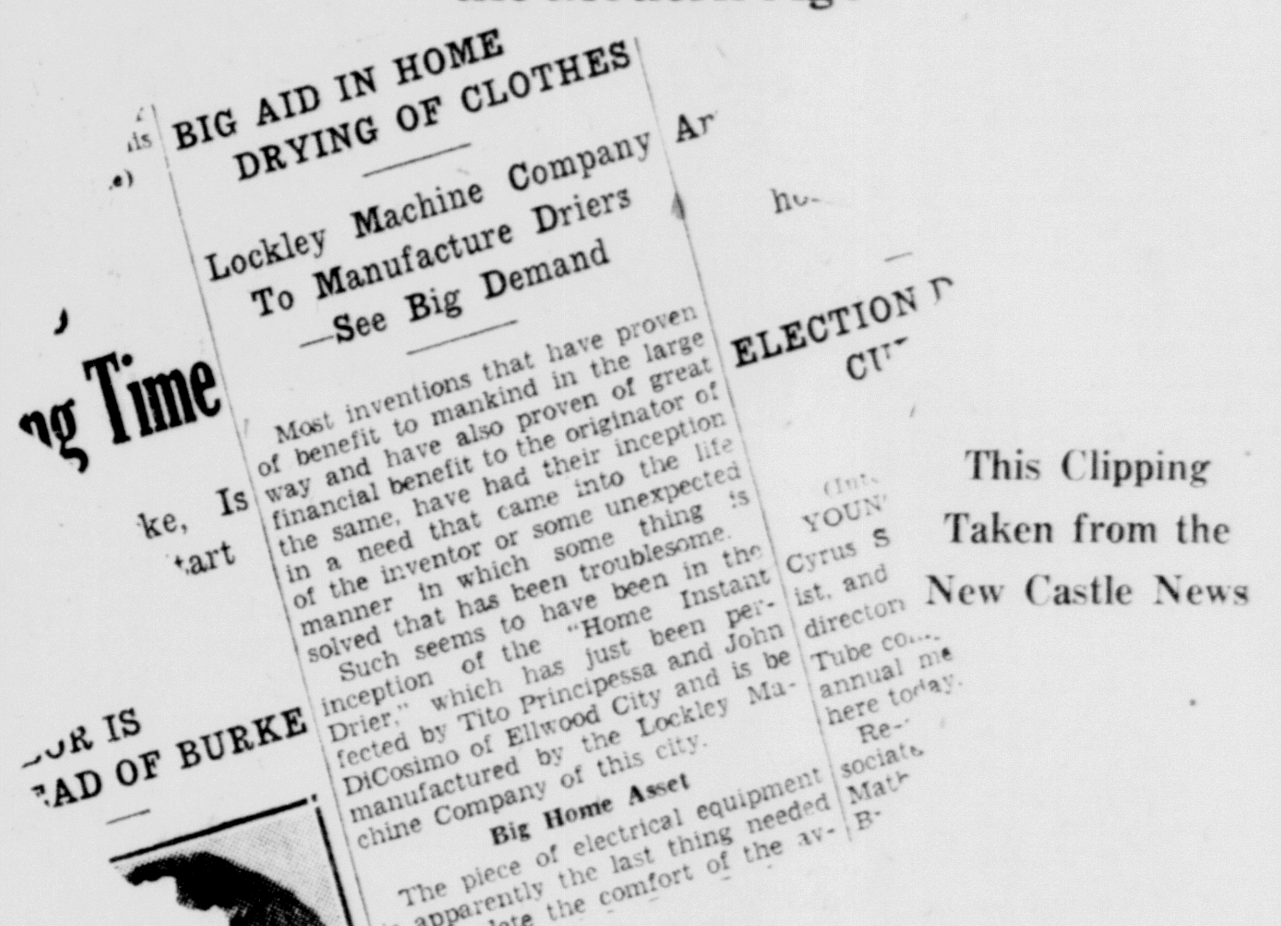 BIG AID IN HOME
DRYING OF CLOTHES
Lockley Machine Company
To Manufacture Driers
—See Big Demand
Most inventions that have proven
of benefit to mankind in the large
way and have also proven of great
financial benefit to the originator of
the same, have had their inception
in a need that came into the life
of the inventor or some unexpected
manner in which some thing is
solved that has been troublesome.
Such seems to have been in the
inception of the "Home Instant
Drier," which has just been per-
fected by Tito Principessa and John
DiCosimo of Ellwood City and is be
manufactured by the Lockley Ma-
chine Company of this city.
Big Home Asset
The piece of electrical equipment
apparently the last thing needed
the comfort of the av-
Time
ke, Is
tart
IS
EAD OF BURKE
ELECTION
YOUN
Cyrus S
ist, and
director
Tube
annual me
here today.
Re-
sociate
This Clipping
Taken from the
New Castle News